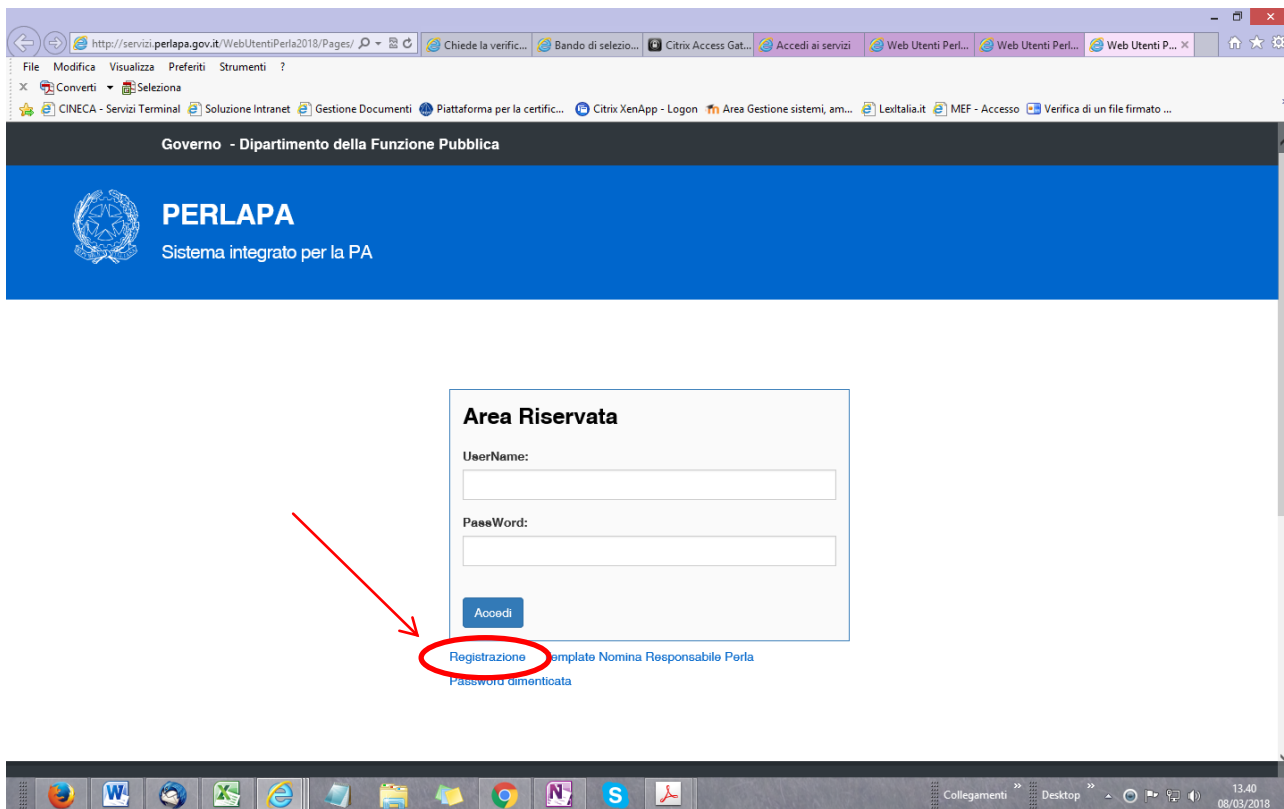 http://servizi.perlapa.gov.it/WebUtentiPerla2018/Pages/
Chiede la verific...
Bando di selezio...
Citrix Access Gat...
Accedi ai servizi
Web Utenti Perl...
Web Utenti Perl...
Web Utenti P...
File Modifica Visualizza Preferiti Strumenti ?
x Converti Seleziona
CINECA - Servizi Terminal Soluzione Intranet Gestione Documenti Piattaforma per la certific... Citrix XenApp - Logon Area Gestione sistemi, am... LexItalia.it MEF - Accesso Verifica di un file firmato ...
Governo - Dipartimento della Funzione Pubblica
PERLAPA
Sistema integrato per la PA
Area Riservata
UserName:
PassWord:
Accedi
Registrazione emplate Nomina Responsabile Perla
Password dimenticata
Collegamenti » Desktop »
13.40
08/03/2018